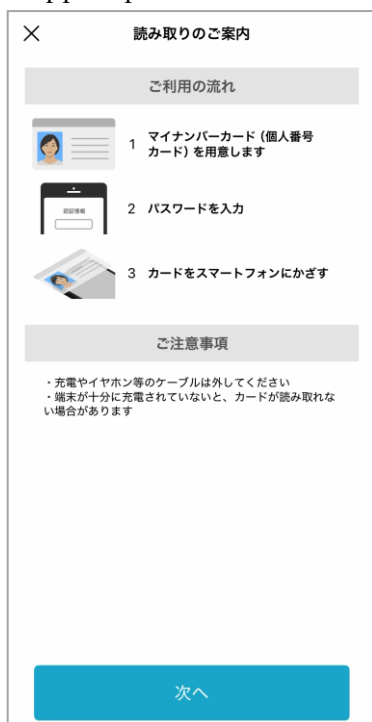 読み取りのご案内
ご利用の流れ
1 マイナンバーカード（個人番号
カード）を用意します
認証情報
2 パスワードを入力
3 カードをスマートフォンにかざす
ご注意事項
・充電やイヤホン等のケーブルは外してください
・端末が十分に充電されていないと、カードが読み取れな
い場合があります
次へ